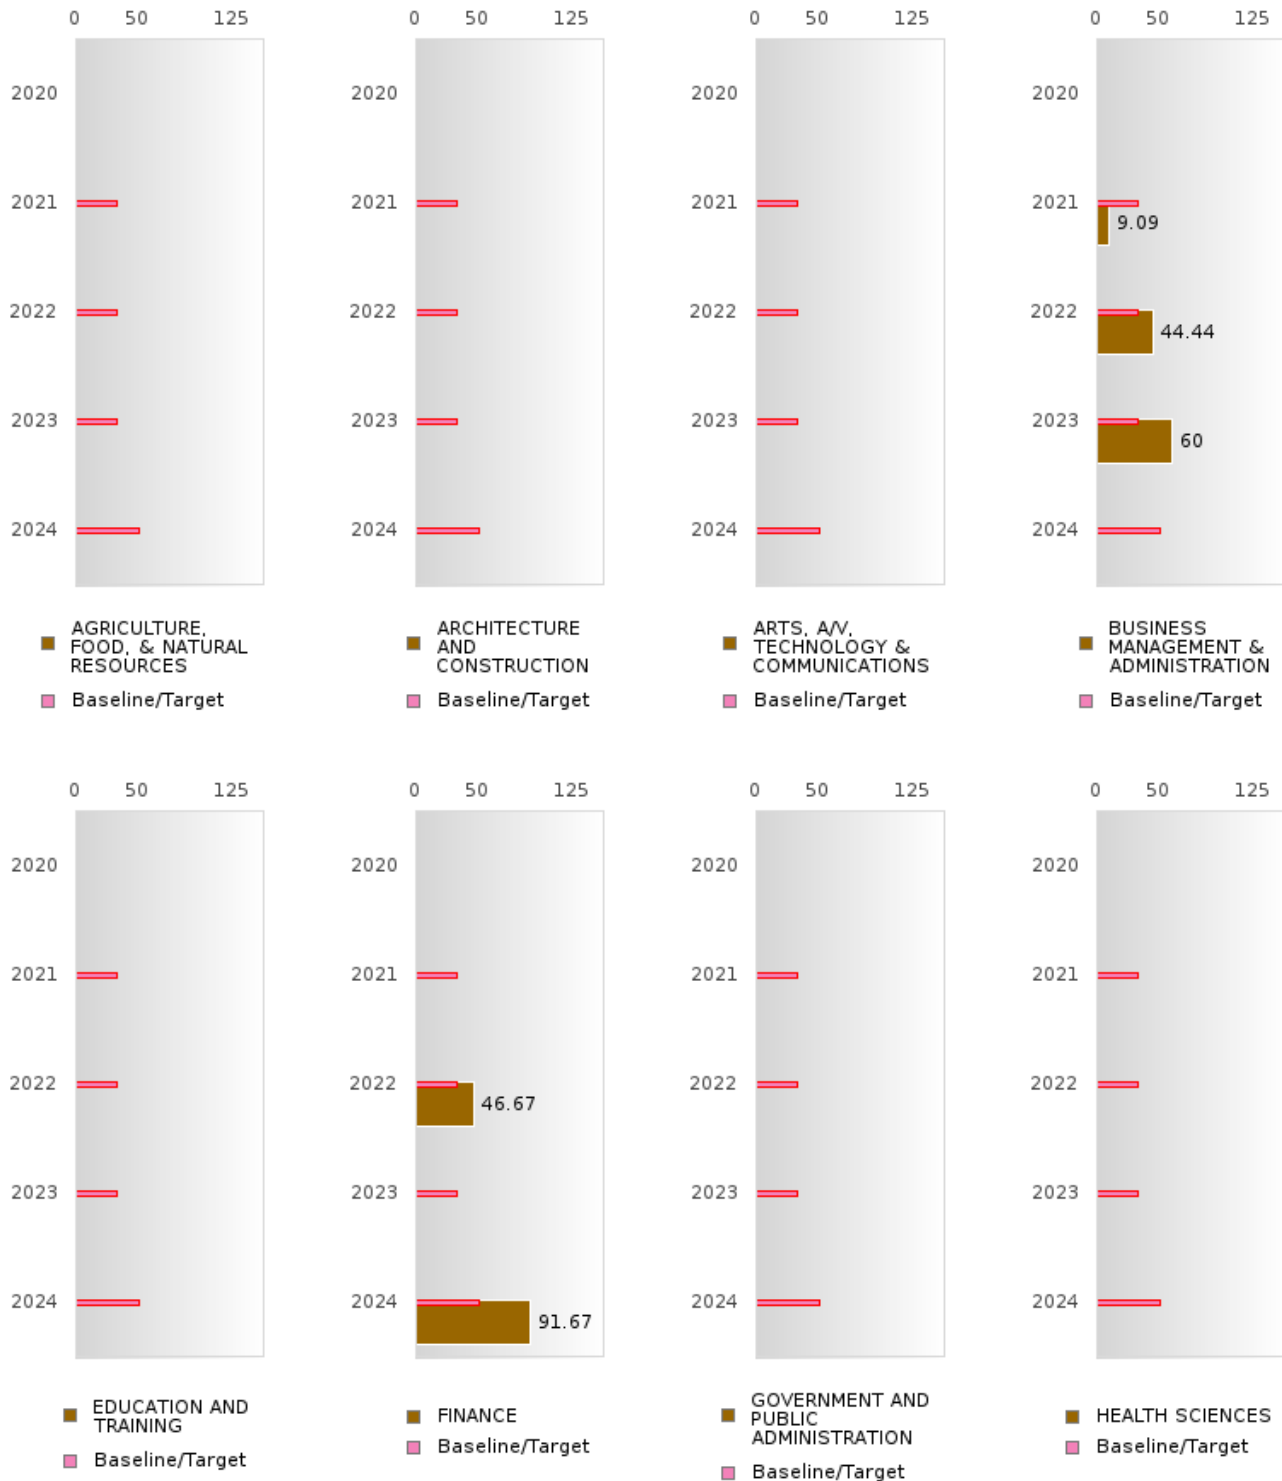 0 50 125 0 50 125 0 50 125 0 50 125
2020 2020 2020 2020
2021 2021 2021 2021
9.09
2022 2022 2022 2022
44.44
2023 2023 2023 2023
60
2024 2024 2024 2024
AGRICULTURE,
FOOD, & NATURAL
RESOURCES
Baseline/Target
ARCHITECTURE
AND
CONSTRUCTION
Baseline/Target
ARTS, A/V,
TECHNOLOGY &
COMMUNICATIONS
Baseline/Target
BUSINESS
MANAGEMENT &
ADMINISTRATION
Baseline/Target
0 50 125 0 50 125 0 50 125 0 50 125
2020 2020 2020 2020
2021 2021 2021 2021
2022 2022 2022 2022
46.67
2023 2023 2023 2023
2024 2024 2024 2024
91.67
EDUCATION AND
TRAINING
Baseline/Target
FINANCE
Baseline/Target
GOVERNMENT AND
PUBLIC
ADMINISTRATION
Baseline/Target
HEALTH SCIENCES
Baseline/Target